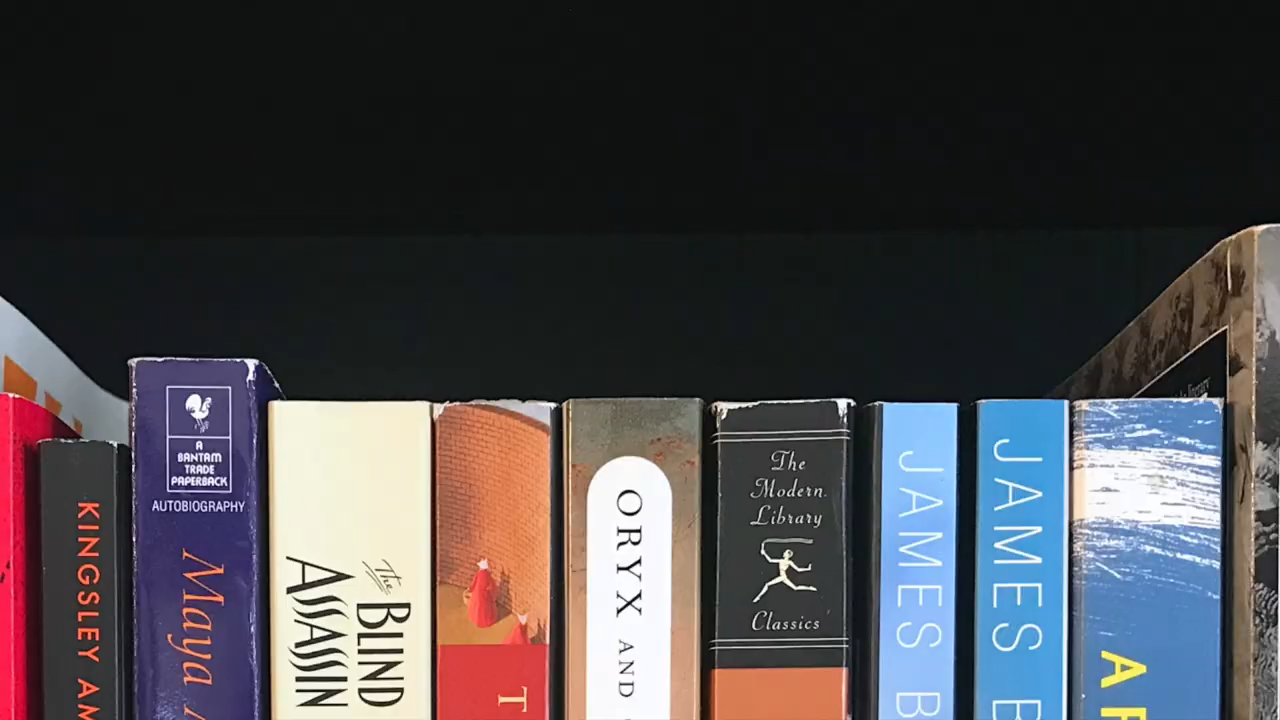 KINGSLEY AM
A
BANTAM
TRADE
PAPERBACK
AUTOBIOGRAPHY
Maya
The
BLIND
ASSASSIN
T
ORYX AND
The
Modern
Library
Classics
JAMES B
JAMES B
A F